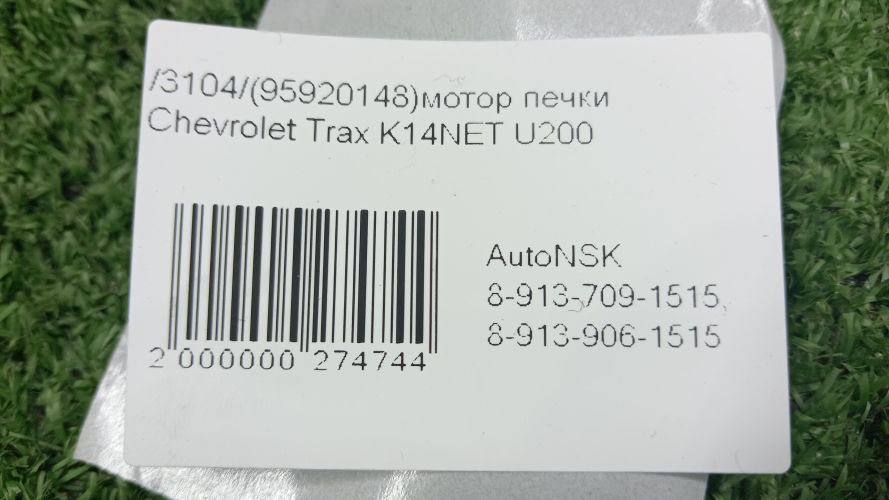 /3104/(95920148)мотор печки
Chevrolet Trax K14NET U200
AutoNSK
8-913-709-1515
8-913-906-1515
2 000000 274744